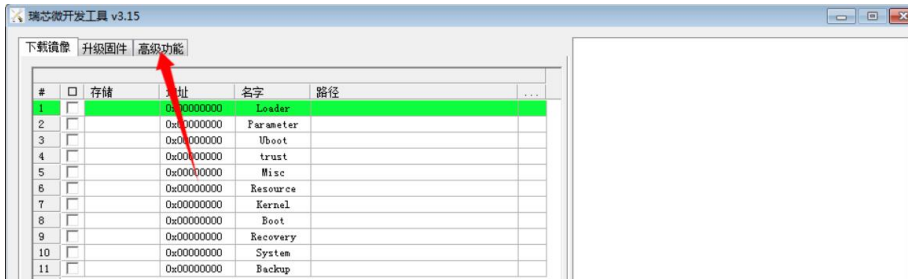 瑞芯微开发工具 v3.15
下载镜像 升级固件 高级功能
# 存储 地址 名字 路径 ...
1 0x00000000 Loader
2 0x00000000 Parameter
3 0x00000000 Uboot
4 0x00000000 trust
5 0x00000000 Misc
6 0x00000000 Resource
7 0x00000000 Kernel
8 0x00000000 Boot
9 0x00000000 Recovery
10 0x00000000 System
11 0x00000000 Backup